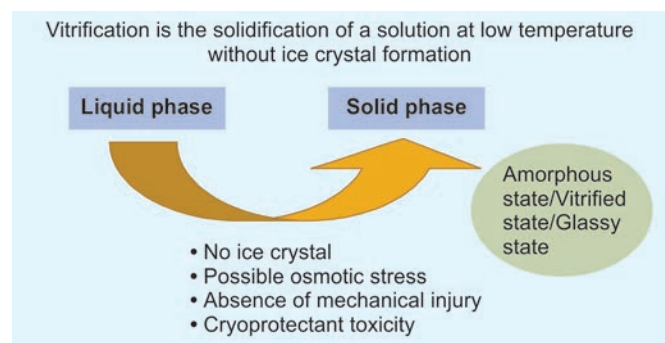 Vitrification is the solidification of a solution at low temperature
without ice crystal formation
Liquid phase
Solid phase
Amorphous
state/Vitrified
state/Glassy
state
• No ice crystal
• Possible osmotic stress
• Absence of mechanical injury
• Cryoprotectant toxicity